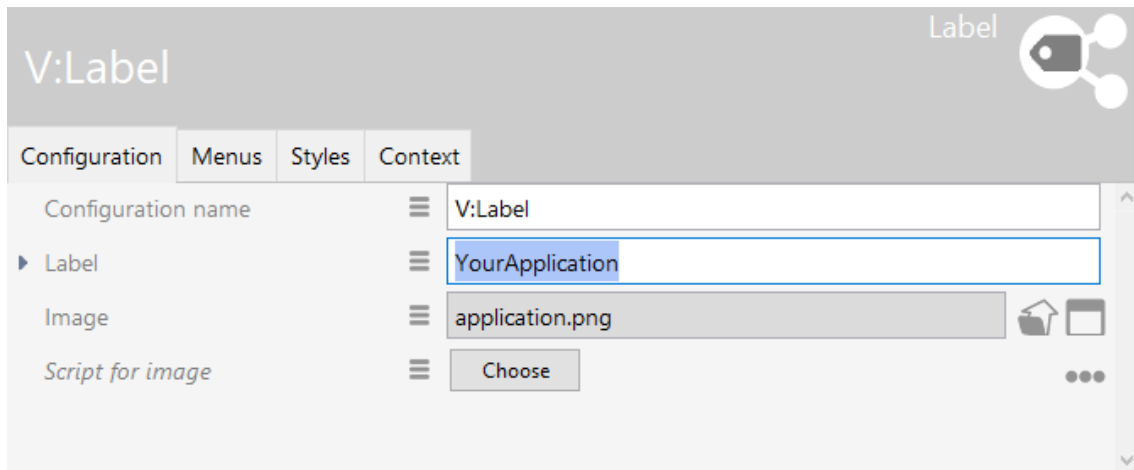 Label
V:Label
Configuration Menus Styles Context
Configuration name V:Label
Label YourApplication
Image application.png
Script for image Choose